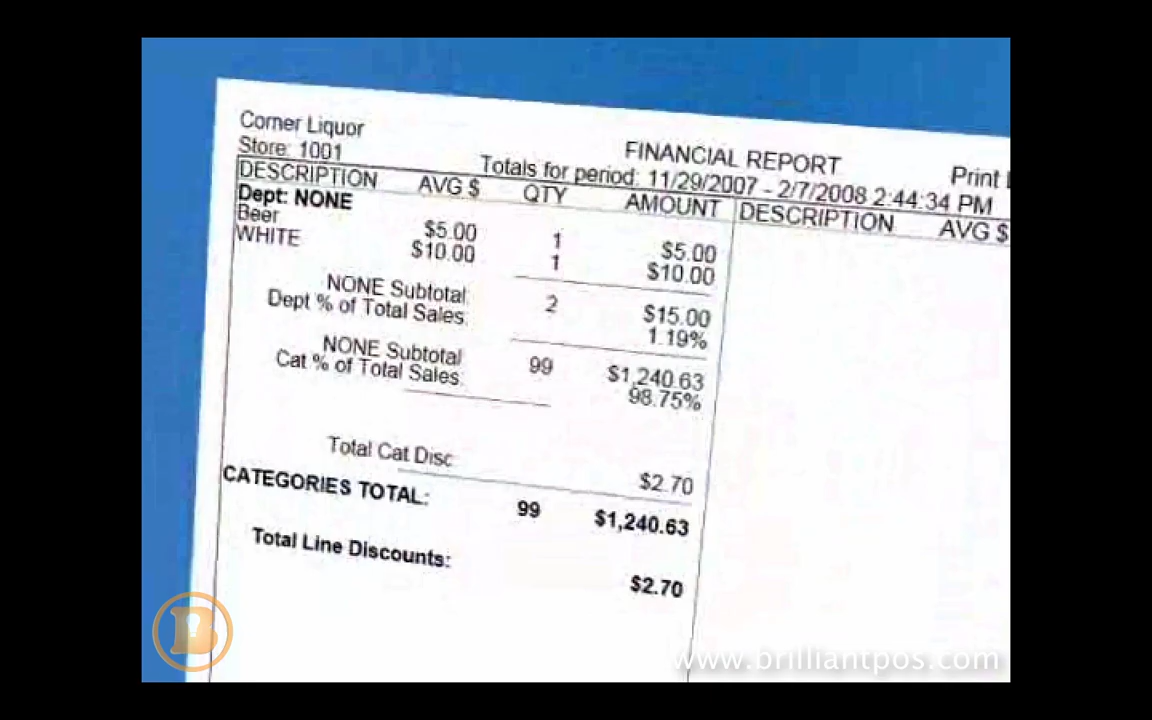 Corner Liquor
Store: 1001
FINANCIAL REPORT
Print
Totals for period: 11/29/2007 - 2/7/2008 2:44:34 PM
DESCRIPTION AVG $ QTY AMOUNT DESCRIPTION AVG $
Dept: NONE
Beer $5.00 1 $5.00
WHITE $10.00 1 $10.00
NONE Subtotal: 2 $15.00
Dept % of Total Sales: 1.19%
NONE Subtotal 99 $1,240.63
Cat % of Total Sales: 98.75%
Total Cat Disc $2.70
CATEGORIES TOTAL: 99 $1,240.63
Total Line Discounts: $2.70
B
www.brilliantpos.com